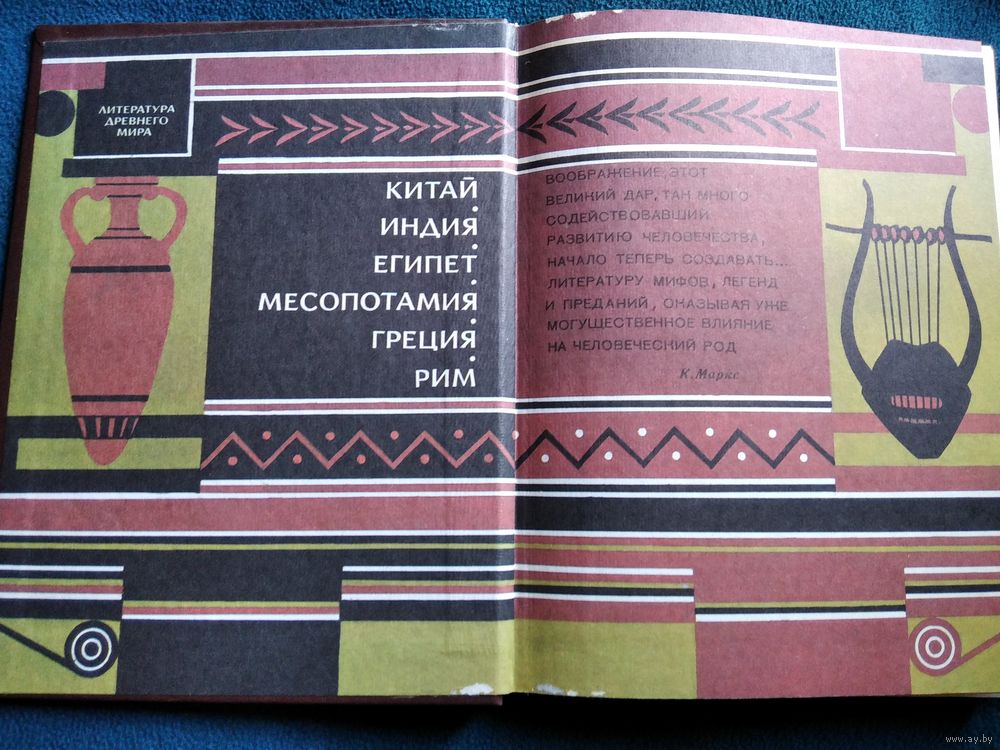 ЛИТЕРАТУРА
ДРЕВНЕГО
МИРА
КИТАЙ
ИНДИЯ
ЕГИПЕТ
МЕСОПОТАМИЯ
ГРЕЦИЯ
РИМ
ВООБРАЖЕНИЕ, ЭТОТ
ВЕЛИКИЙ ДАР, ТАК МНОГО
СОДЕЙСТВОВАВШИЙ
РАЗВИТИЮ ЧЕЛОВЕЧЕСТВА,
НАЧАЛО ТЕПЕРЬ СОЗДАВАТЬ...
ЛИТЕРАТУРУ МИФОВ, ЛЕГЕНД
И ПРЕДАНИЙ, ОКАЗЫВАЯ УЖЕ
МОГУЩЕСТВЕННОЕ ВЛИЯНИЕ
НА ЧЕЛОВЕЧЕСКИЙ РОД
К. Маркс
www.ay.by